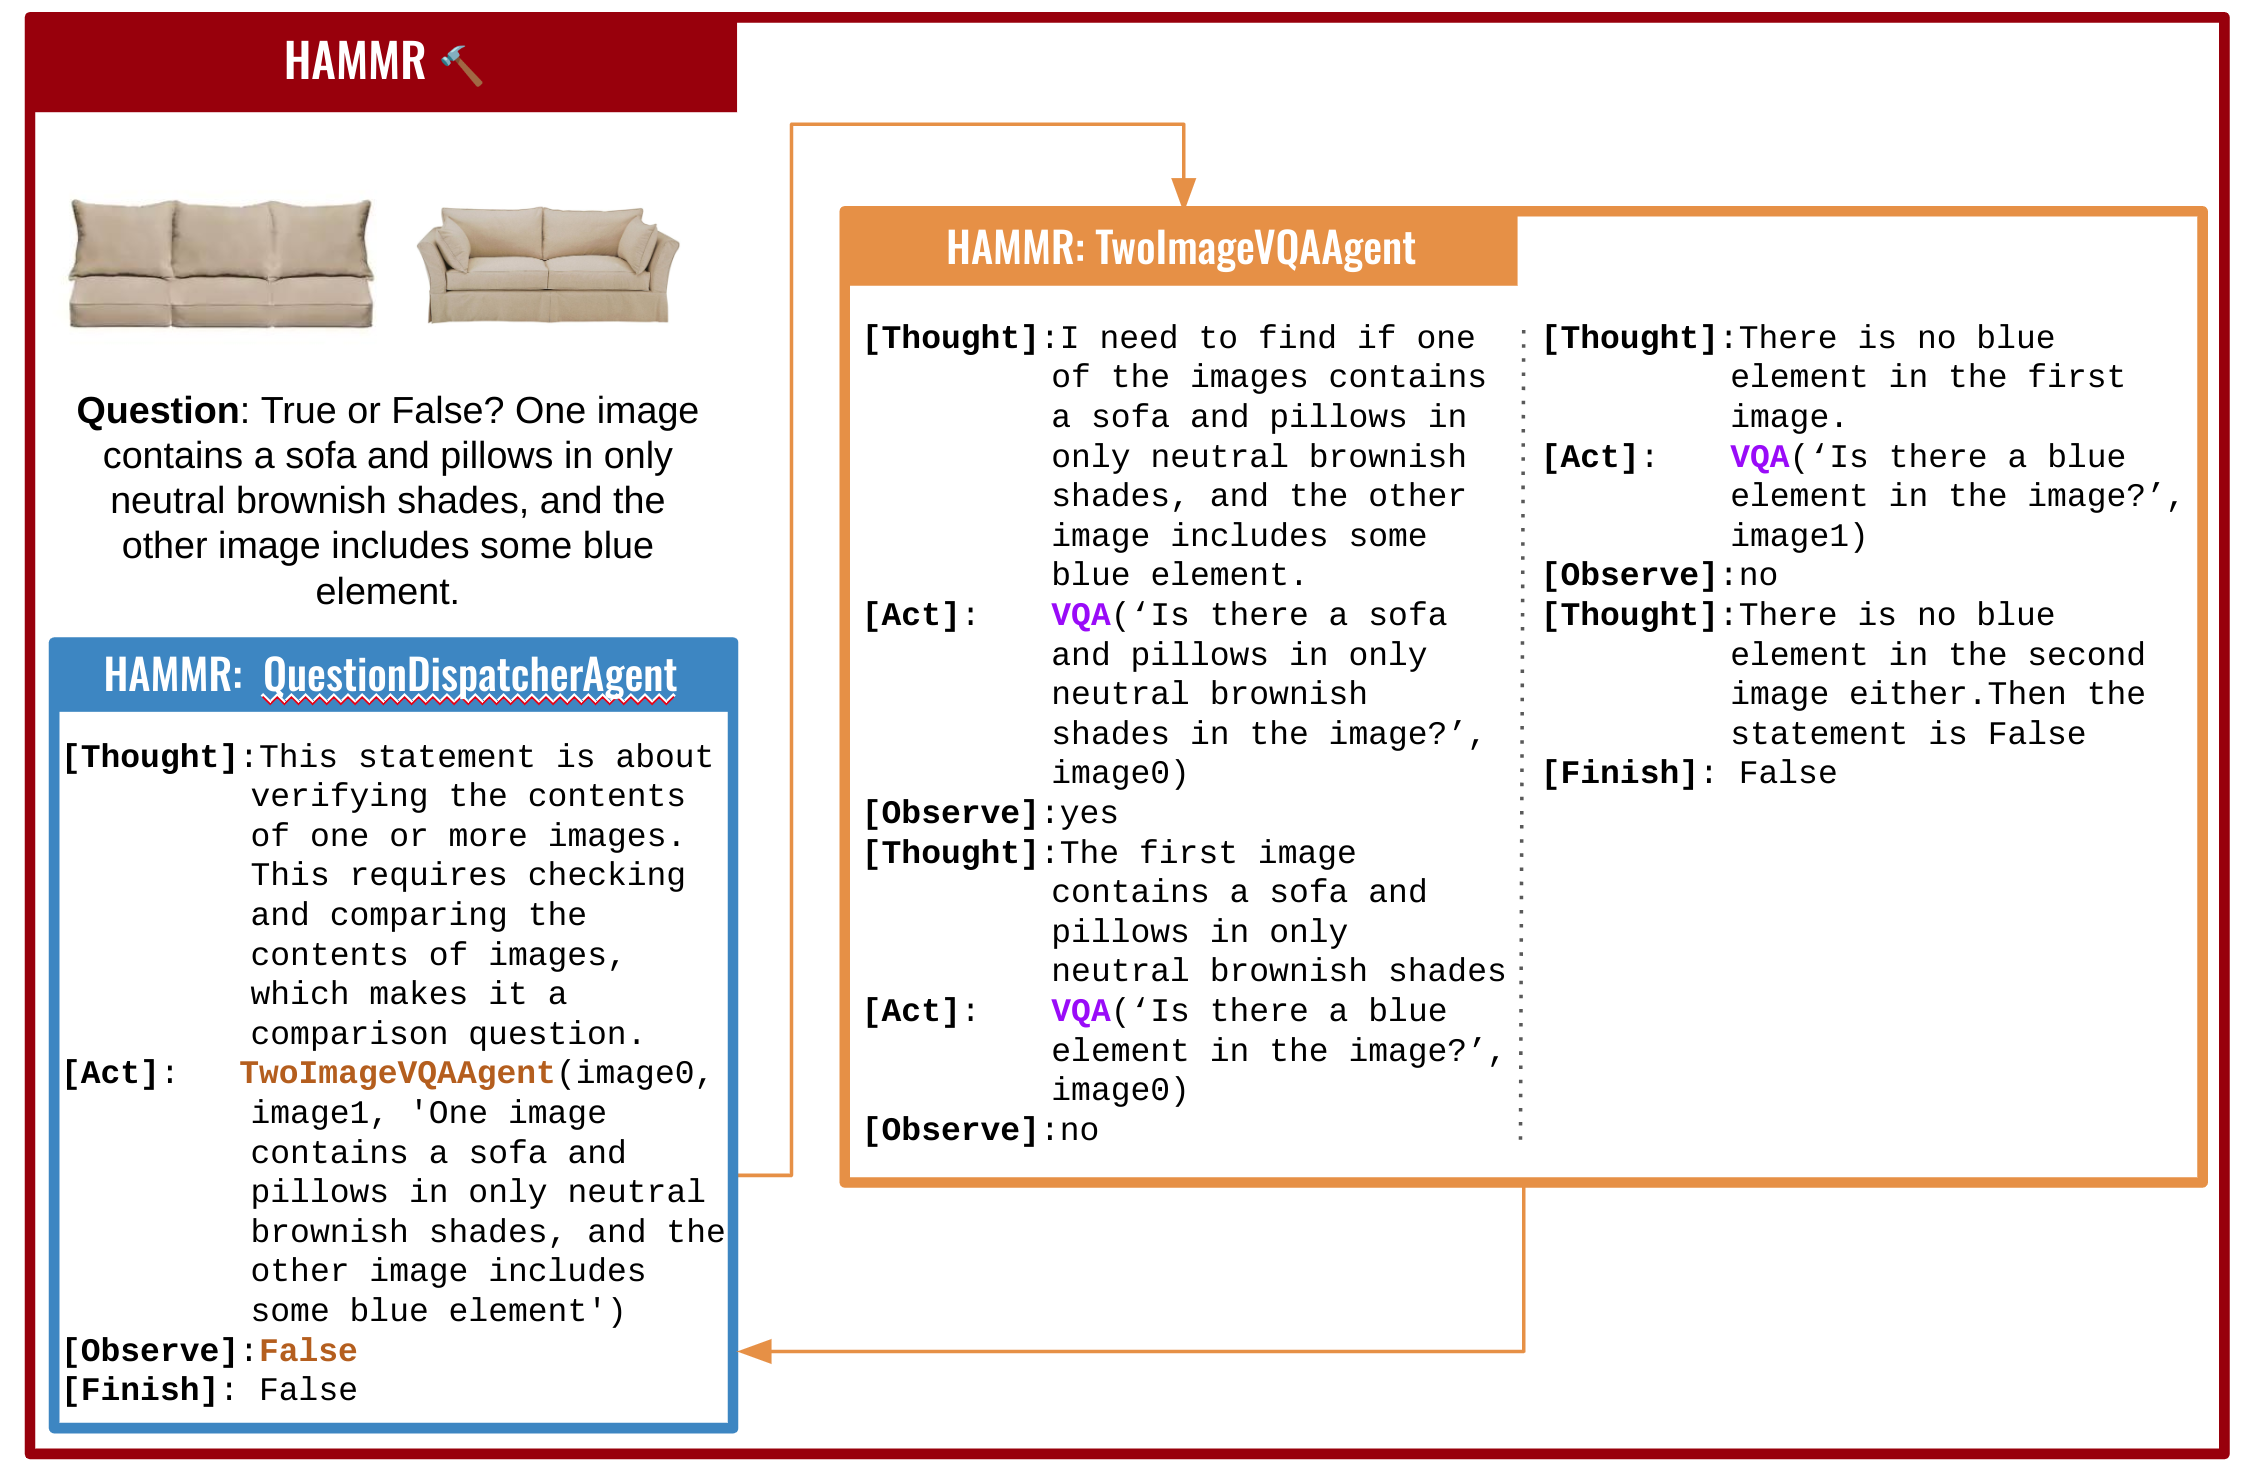 HAMMR 🔨
Question: True or False? One image
contains a sofa and pillows in only
neutral brownish shades, and the
other image includes some blue
element.
HAMMR: QuestionDispatcherAgent
[Thought]:This statement is about
verifying the contents
of one or more images.
This requires checking
and comparing the
contents of images,
which makes it a
comparison question.
[Act]: TwoImageVQAAgent(image0,
image1, 'One image
contains a sofa and
pillows in only neutral
brownish shades, and the
other image includes
some blue element')
[Observe]:False
[Finish]: False
HAMMR: TwoImageVQAAgent
[Thought]:I need to find if one
of the images contains
a sofa and pillows in
only neutral brownish
shades, and the other
image includes some
blue element.
[Act]: VQA(‘Is there a sofa
and pillows in only
neutral brownish
shades in the image?’,
image0)
[Observe]:yes
[Thought]:The first image
contains a sofa and
pillows in only
neutral brownish shades
[Act]: VQA(‘Is there a blue
element in the image?’,
image0)
[Observe]:no
[Thought]:There is no blue
element in the first
image.
[Act]: VQA(‘Is there a blue
element in the image?’,
image1)
[Observe]:no
[Thought]:There is no blue
element in the second
image either.Then the
statement is False
[Finish]: False